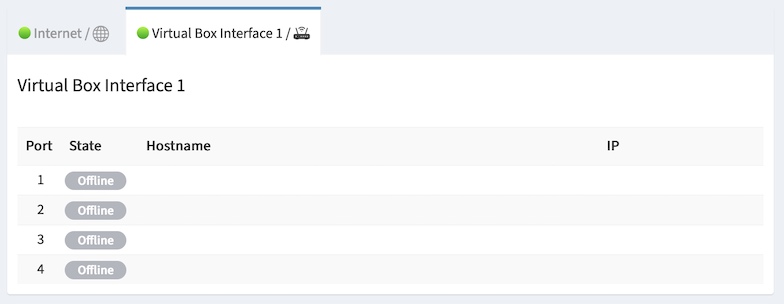 Internet /
Virtual Box Interface 1 /
Virtual Box Interface 1
Port State Hostname IP
1 Offline
2 Offline
3 Offline
4 Offline